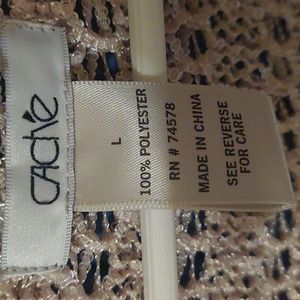 CACHE
L
100% POLYESTER
RN # 74578
MADE IN CHINA
SEE REVERSE
FOR CARE